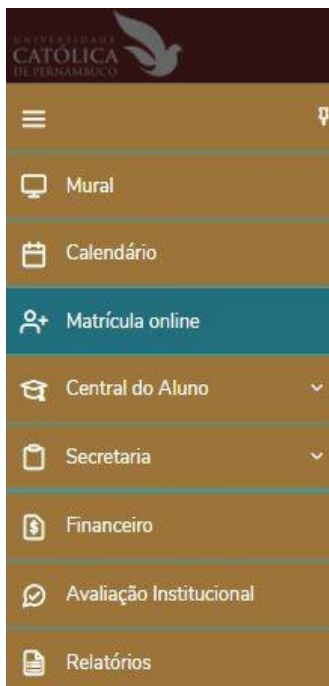 UNIVERSIDADE
CATÓLICA
DE PERNAMBUCO
Mural
Calendário
Matrícula online
Central do Aluno
Secretaria
Financeiro
Avaliação Institucional
Relatórios